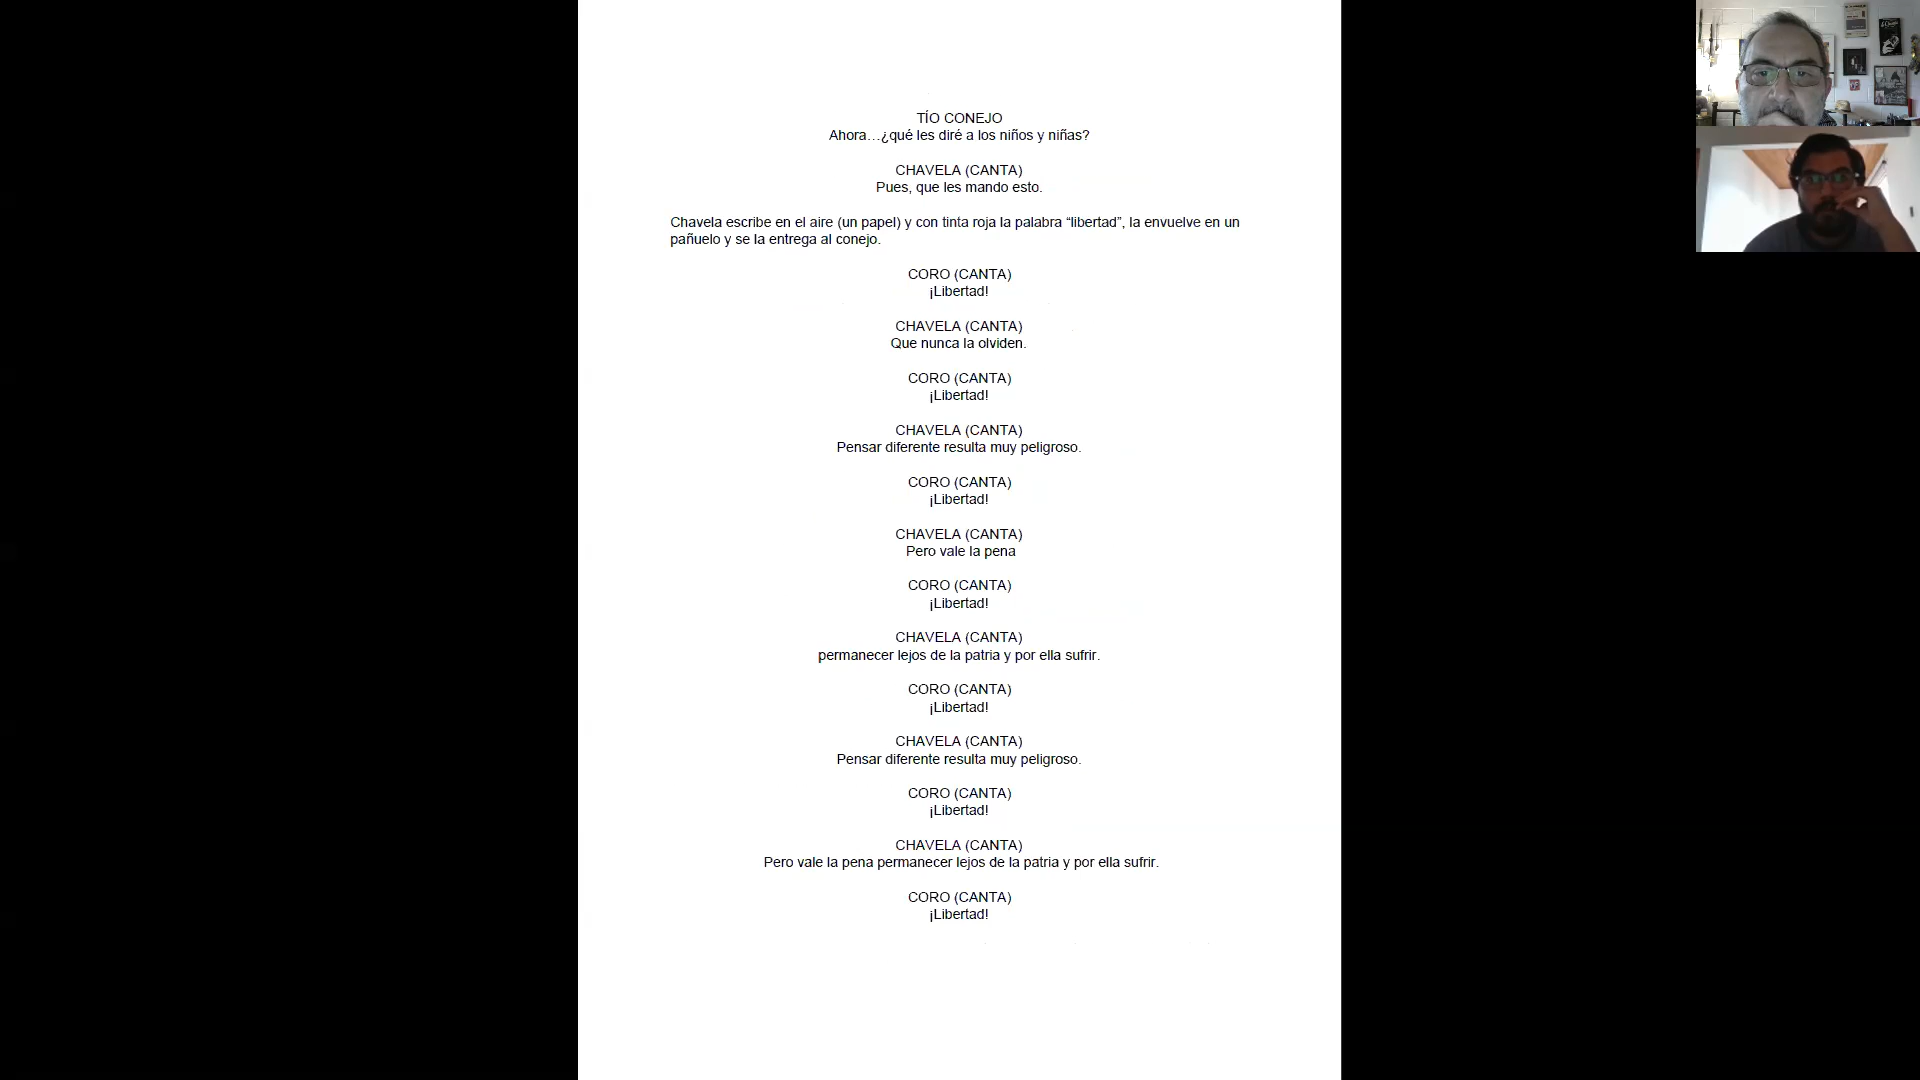 TÍO CONEJO
Ahora…¿qué les diré a los niños y niñas?
CHAVELA (CANTA)
Pues, que les mando esto.
Chavela escribe en el aire (un papel) y con tinta roja la palabra “libertad”, la envuelve en un
pañuelo y se la entrega al conejo.
CORO (CANTA)
¡Libertad!
CHAVELA (CANTA)
Que nunca la olviden.
CORO (CANTA)
¡Libertad!
CHAVELA (CANTA)
Pensar diferente resulta muy peligroso.
CORO (CANTA)
¡Libertad!
CHAVELA (CANTA)
Pero vale la pena
CORO (CANTA)
¡Libertad!
CHAVELA (CANTA)
permanecer lejos de la patria y por ella sufrir.
CORO (CANTA)
¡Libertad!
CHAVELA (CANTA)
Pensar diferente resulta muy peligroso.
CORO (CANTA)
¡Libertad!
CHAVELA (CANTA)
Pero vale la pena permanecer lejos de la patria y por ella sufrir.
CORO (CANTA)
¡Libertad!